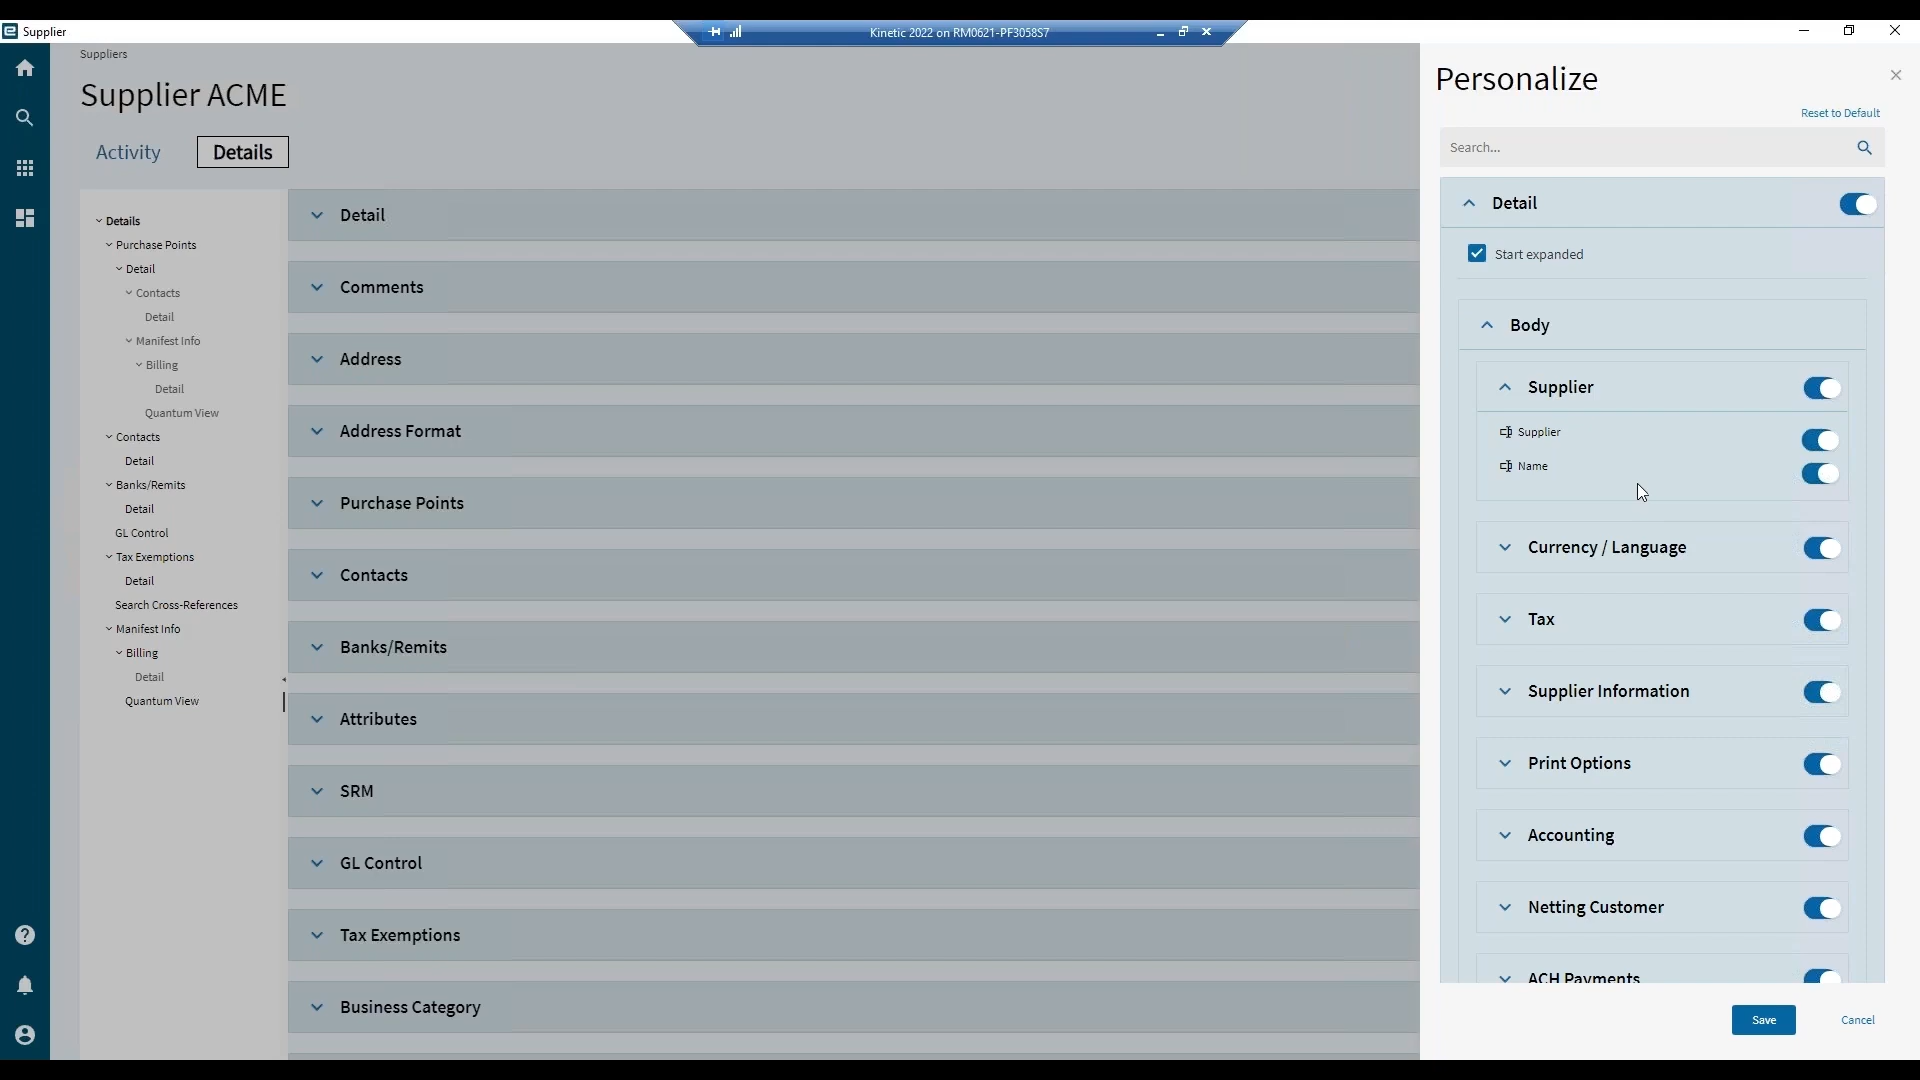 Supplier
Kinetic 2022 on RM0621-PF3058S7
Suppliers
Supplier ACME
Activity
Details
Details
Purchase Points
Detail
Contacts
Detail
Manifest Info
Billing
Detail
Quantum View
Contacts
Detail
Banks/Remits
Detail
GL Control
Tax Exemptions
Detail
Search Cross-References
Manifest Info
Billing
Detail
Quantum View
Detail
Comments
Address
Address Format
Purchase Points
Contacts
Banks/Remits
Attributes
SRM
GL Control
Tax Exemptions
Business Category
Personalize
Reset to Default
Search...
Detail
Start expanded
Body
Supplier
Supplier
Name
Currency / Language
Tax
Supplier Information
Print Options
Accounting
Netting Customer
ACH Payments
Save
Cancel